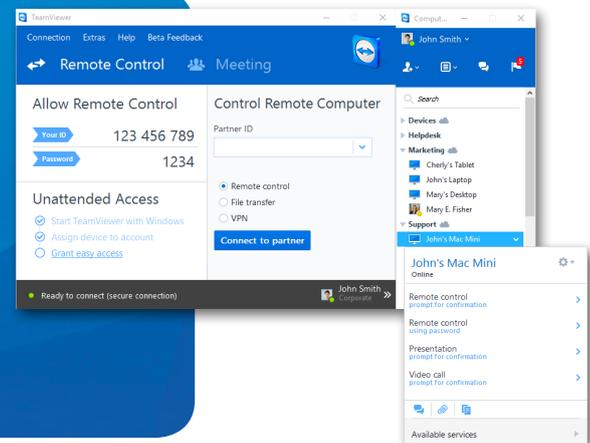 TeamViewer
Connection Extras Help Beta Feedback
Remote Control Meeting
Allow Remote Control
Your ID 123 456 789
Password 1234
Unattended Access
Start TeamViewer with Windows
Assign device to account
Grant easy access
Control Remote Computer
Partner ID
Remote control
File transfer
VPN
Connect to partner
Ready to connect (secure connection)
John Smith
Corporate
Comput...
John Smith
5
Search
Devices
Helpdesk
Marketing
Cherly's Tablet
John's Laptop
Mary's Desktop
Mary E. Fisher
Support
John's Mac Mini
John's Mac Mini
Online
Remote control
prompt for confirmation
Remote control
using password
Presentation
prompt for confirmation
Video call
prompt for confirmation
Available services